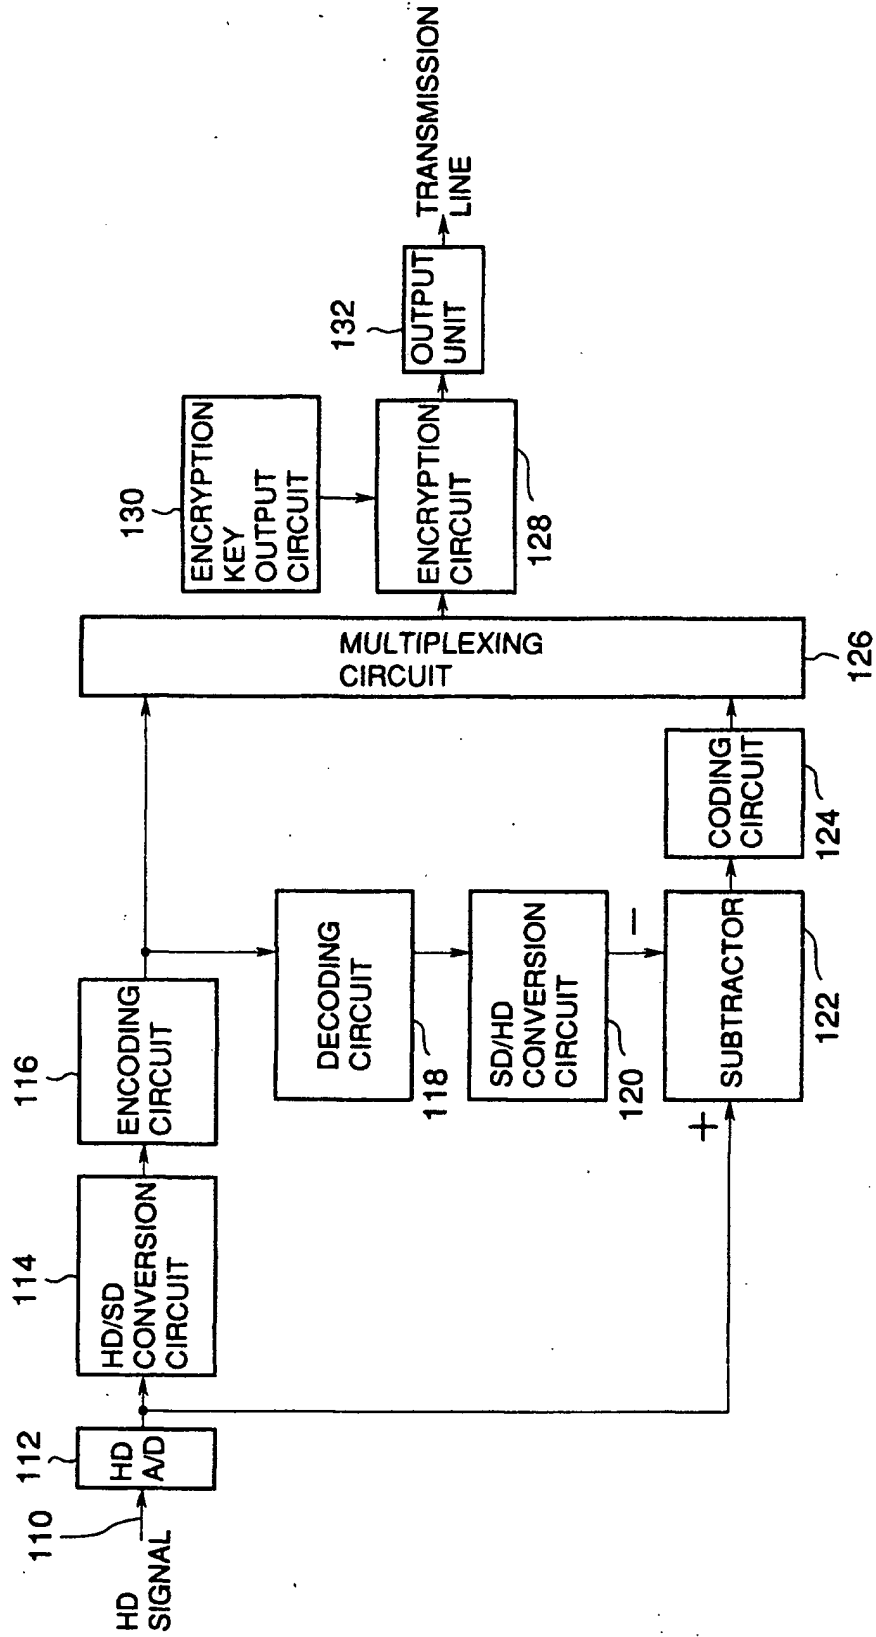 HD
SIGNAL
110
112
HD
A/D
114
HD/SD
CONVERSION
CIRCUIT
116
ENCODING
CIRCUIT
DECODING
CIRCUIT
118
SD/HD
CONVERSION
CIRCUIT
120
−
+
SUBTRACTOR
122
CODING
CIRCUIT
124
MULTIPLEXING
CIRCUIT
126
130
ENCRYPTION
KEY
OUTPUT
CIRCUIT
ENCRYPTION
CIRCUIT
128
132
OUTPUT
UNIT
TRANSMISSION
LINE